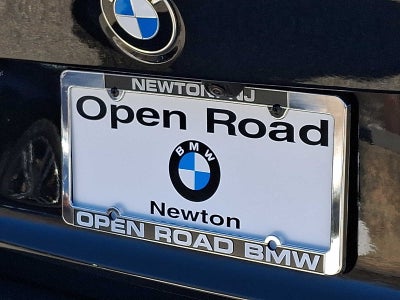 NEWTON, NJ
Open Road
BMW
Newton
OPEN ROAD BMW